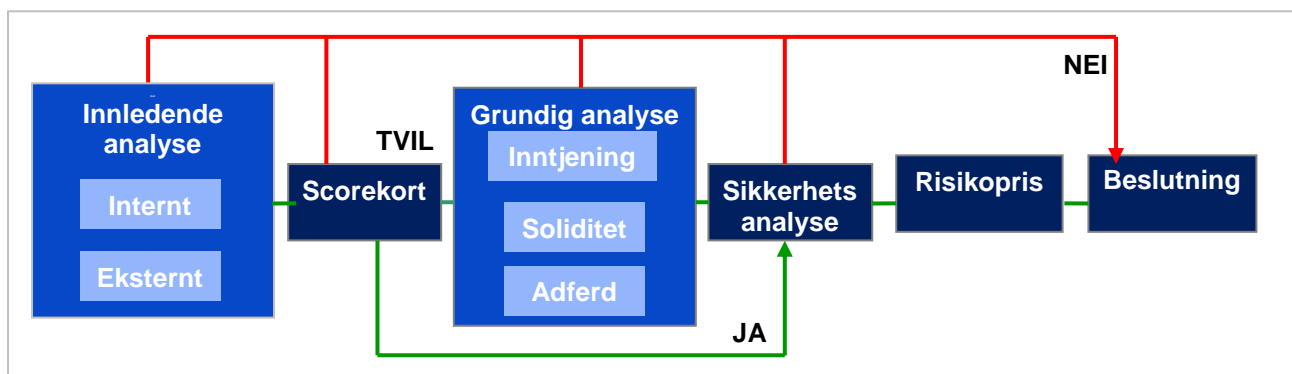 NEI
Innledende
analyse
Internt
Eksternt
Scorekort
TVIL
Grundig analyse
Inntjening
Soliditet
Adferd
JA
Sikkerhets
analyse
Risikopris
Beslutning